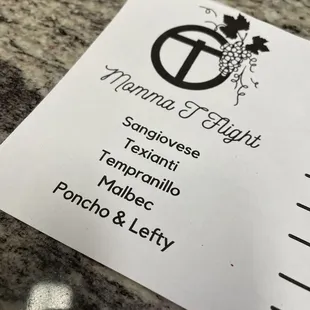 T
Momma T Flight
Sangiovese
Texianti
Tempranillo
Malbec
Poncho & Lefty